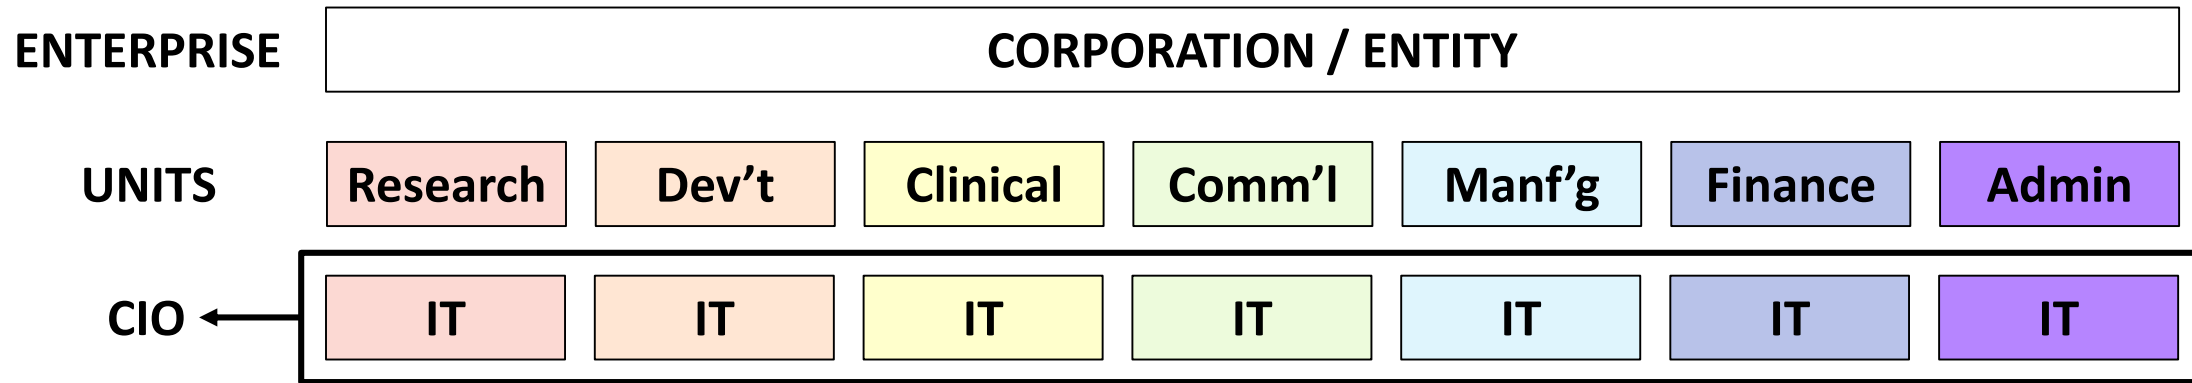 ENTERPRISE CORPORATION / ENTITY
UNITS Research Dev’t Clinical Comm’l Manf’g Finance Admin
CIO IT IT IT IT IT IT IT